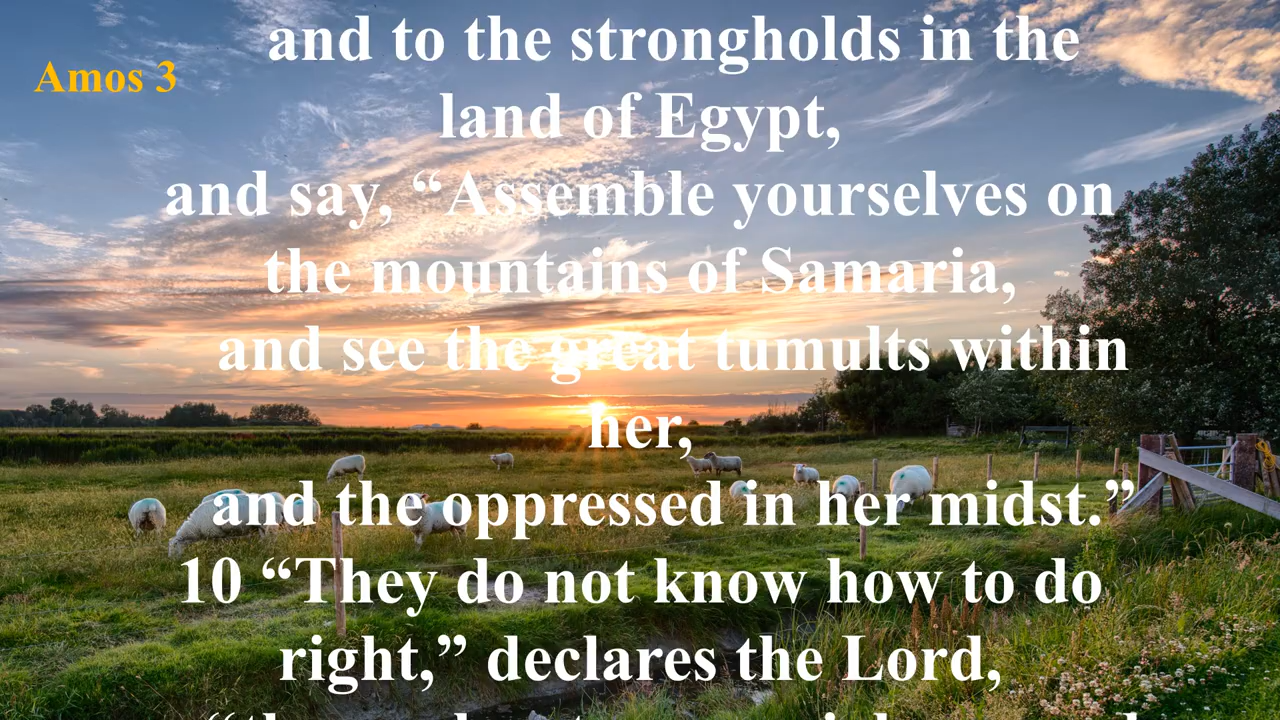 Amos 3
and to the strongholds in the
land of Egypt,
and say, “Assemble yourselves on
the mountains of Samaria,
and see the great tumults within
her,
and the oppressed in her midst.”
10 “They do not know how to do
right,” declares the Lord,